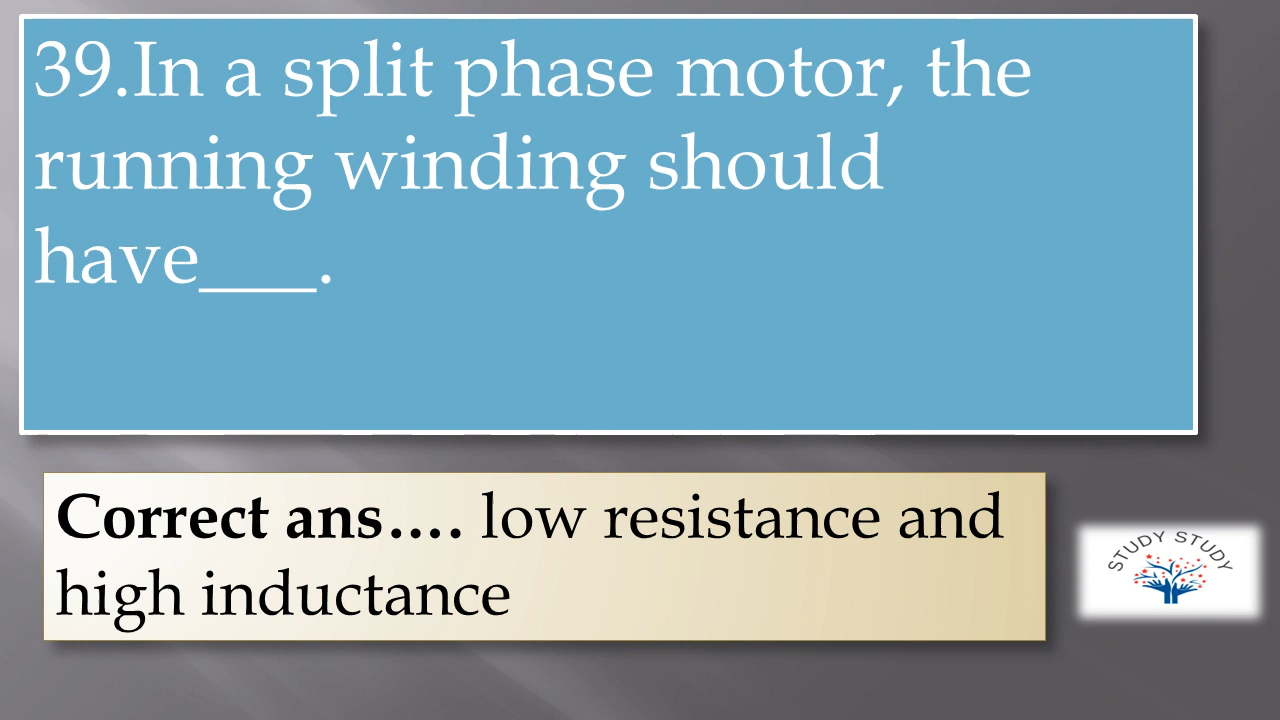 39.In a split phase motor, the
running winding should
have___.
Correct ans…. low resistance and
high inductance
STUDY STUDY